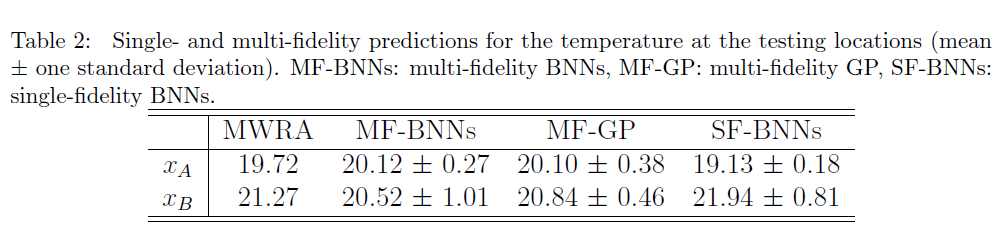 Table 2: Single- and multi-fidelity predictions for the temperature at the testing locations (mean
± one standard deviation). MF-BNNs: multi-fidelity BNNs, MF-GP: multi-fidelity GP, SF-BNNs:
single-fidelity BNNs.
MWRA MF-BNNs MF-GP SF-BNNs
x_A 19.72 20.12 ± 0.27 20.10 ± 0.38 19.13 ± 0.18
x_B 21.27 20.52 ± 1.01 20.84 ± 0.46 21.94 ± 0.81